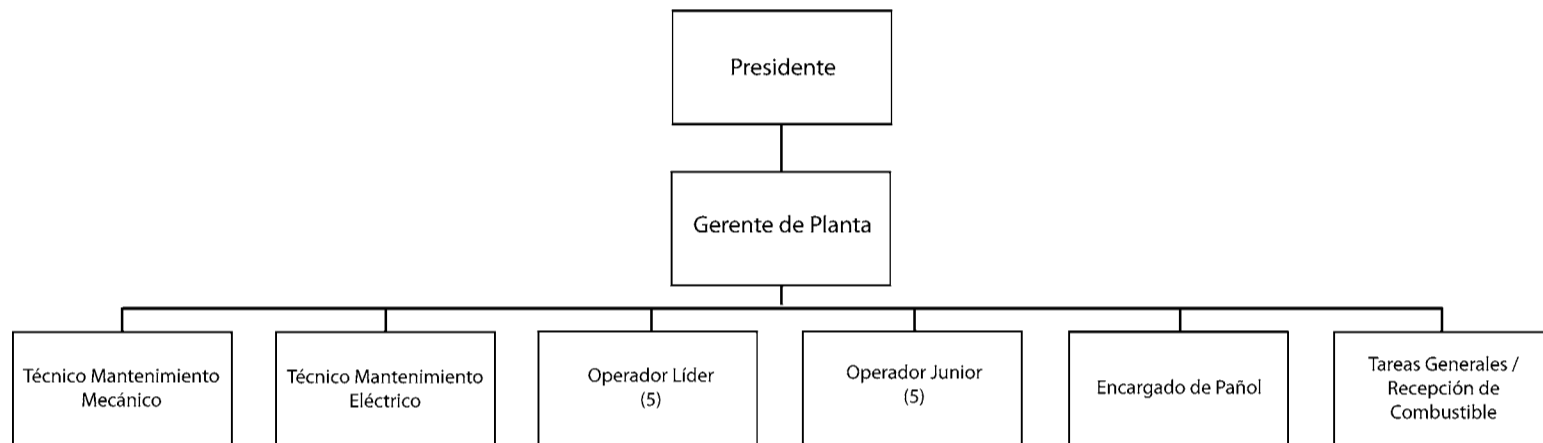 Presidente
Gerente de Planta
Técnico Mantenimiento
Mecánico
Técnico Mantenimiento
Eléctrico
Operador Líder
(5)
Operador Junior
(5)
Encargado de Pañol
Tareas Generales /
Recepción de
Combustible